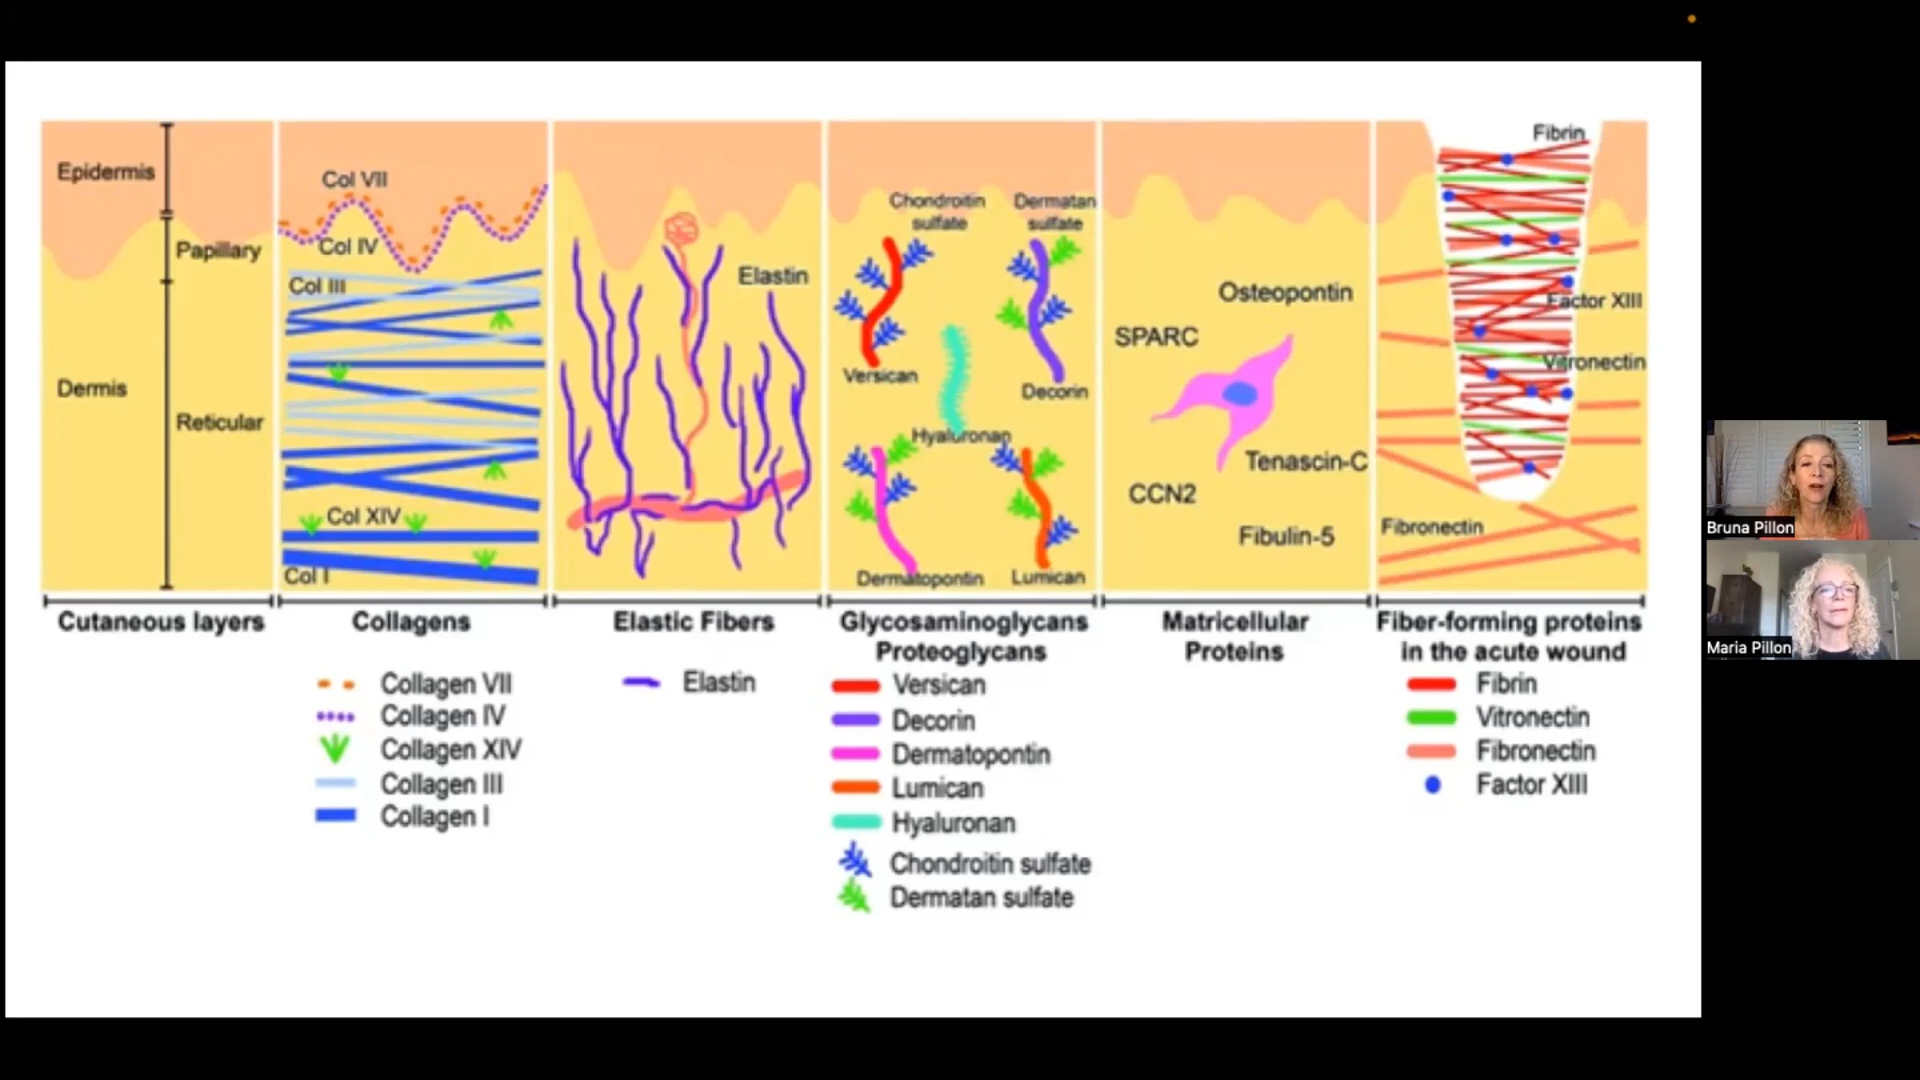 Epidermis
Papillary
Dermis
Reticular
Cutaneous layers
Col VII
Col IV
Col III
Col XIV
Col I
Collagens
Collagen VII
Collagen IV
Collagen XIV
Collagen III
Collagen I
Elastin
Elastic Fibers
Elastin
Chondroitin
sulfate
Dermatan
sulfate
Versican
Decorin
Hyaluronan
Dermatopontin
Lumican
Glycosaminoglycans
Proteoglycans
Versican
Decorin
Dermatopontin
Lumican
Hyaluronan
Chondroitin sulfate
Dermatan sulfate
Osteopontin
SPARC
Tenascin-C
CCN2
Fibulin-5
Matricellular
Proteins
Fibrin
Factor XIII
Vitronectin
Fibronectin
Fiber-forming proteins
in the acute wound
Fibrin
Vitronectin
Fibronectin
Factor XIII
Bruna Pillon
Maria Pillon